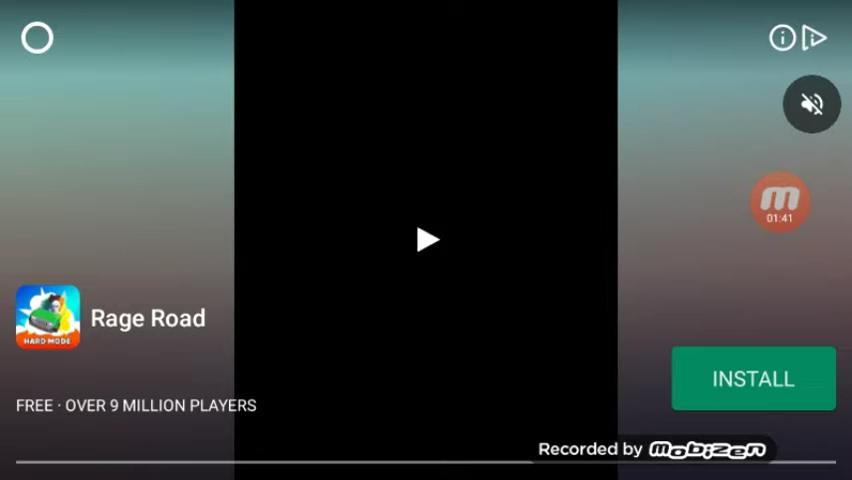 01:41
HARD MODE
Rage Road
INSTALL
FREE · OVER 9 MILLION PLAYERS
Recorded by mobizen